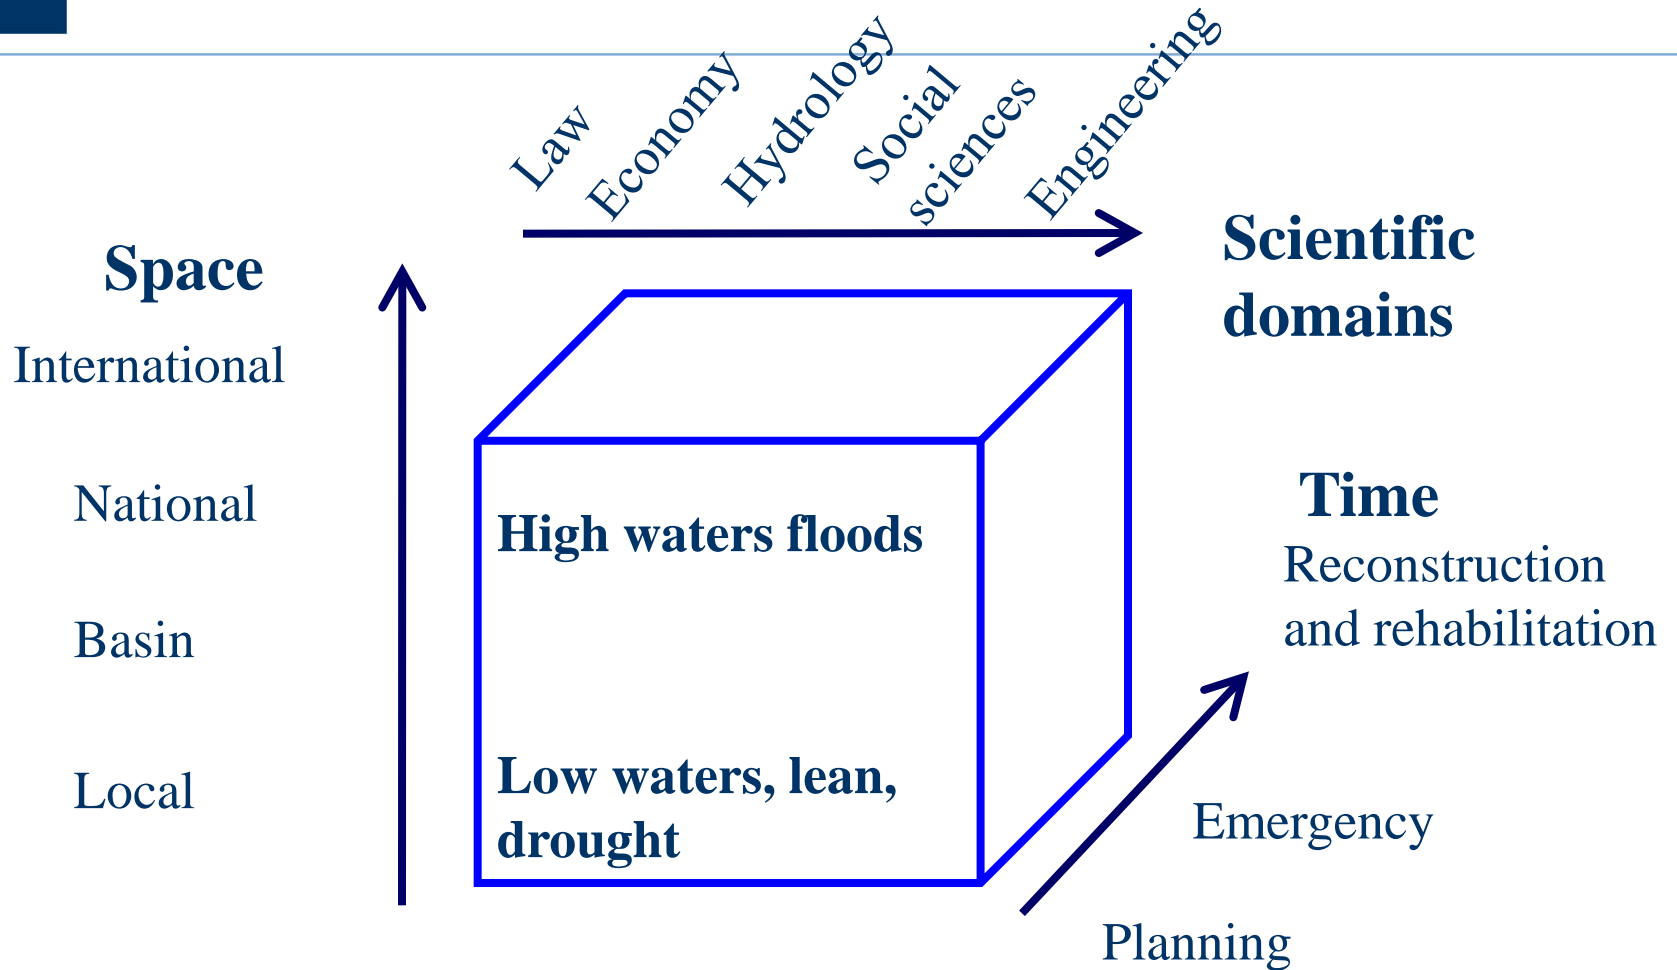 Law
Economy
Hydrology
Social
sciences
Engineering
Scientific
domains
Space
International
National
Basin
Local
High waters floods
Low waters, lean,
drought
Time
Reconstruction
and rehabilitation
Emergency
Planning